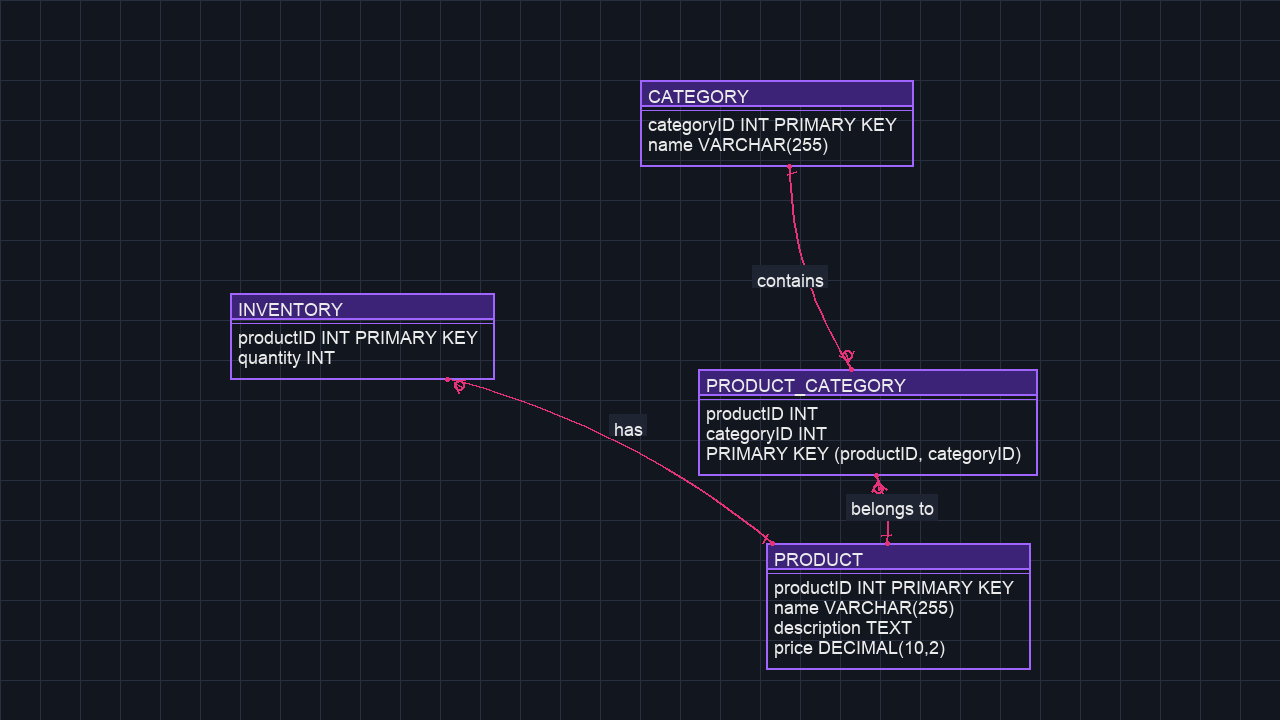 CATEGORY
categoryID INT PRIMARY KEY
name VARCHAR(255)
contains
INVENTORY
productID INT PRIMARY KEY
quantity INT
has
PRODUCT_CATEGORY
productID INT
categoryID INT
PRIMARY KEY (productID, categoryID)
belongs to
PRODUCT
productID INT PRIMARY KEY
name VARCHAR(255)
description TEXT
price DECIMAL(10,2)